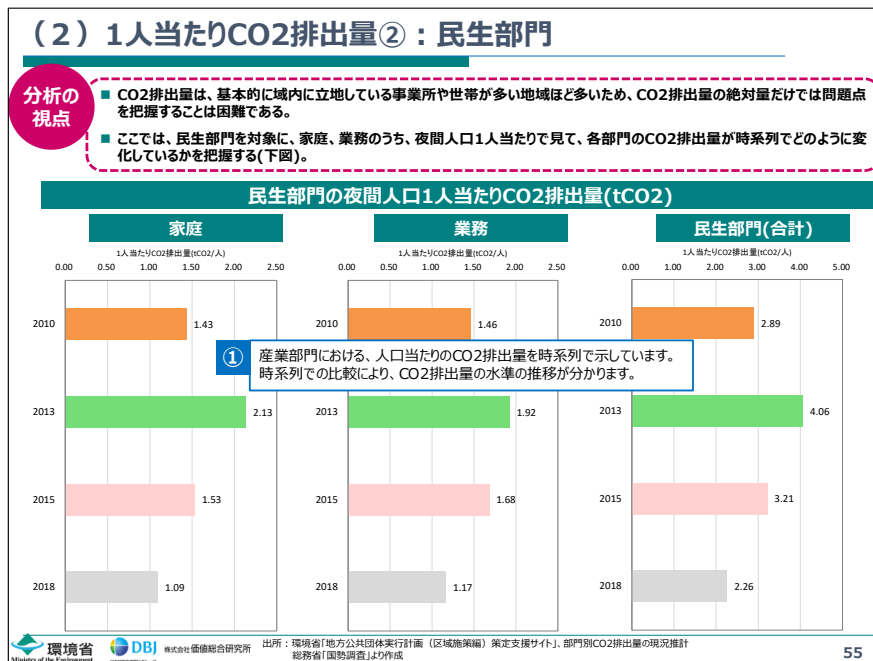 （２）１人当たりCO2排出量②：民生部門
分析の
視点
■ CO2排出量は、基本的に域内に立地している事業所や世帯が多い地域ほど多いため、CO2排出量の絶対量だけでは問題点
を把握することは困難である。
■ ここでは、民生部門を対象に、家庭、業務のうち、夜間人口1人当たりで見て、各部門のCO2排出量が時系列でどのように変
化しているかを把握する(下図)。
民生部門の夜間人口１人当たりCO2排出量(tCO2)
家庭
1人当たりCO2排出量(tCO2/人)
0.00 0.50 1.00 1.50 2.00 2.50
2010 1.43
2013 2.13
2015 1.53
2018 1.09
業務
1人当たりCO2排出量(tCO2/人)
0.00 0.50 1.00 1.50 2.00 2.50
2010 1.46
2013 1.92
2015 1.68
2018 1.17
民生部門(合計)
1人当たりCO2排出量(tCO2/人)
0.00 1.00 2.00 3.00 4.00 5.00
2010 2.89
2013 4.06
2015 3.21
2018 2.26
① 産業部門における、人口当たりのCO2排出量を時系列で示しています。
時系列での比較により、CO2排出量の水準の推移が分かります。
環境省
Ministry of the Environment
DBJ 株式会社価値総合研究所
出所：環境省「地方公共団体実行計画（区域施策編）策定支援サイト」、部門別CO2排出量の現況推計
総務省「国勢調査」より作成
55